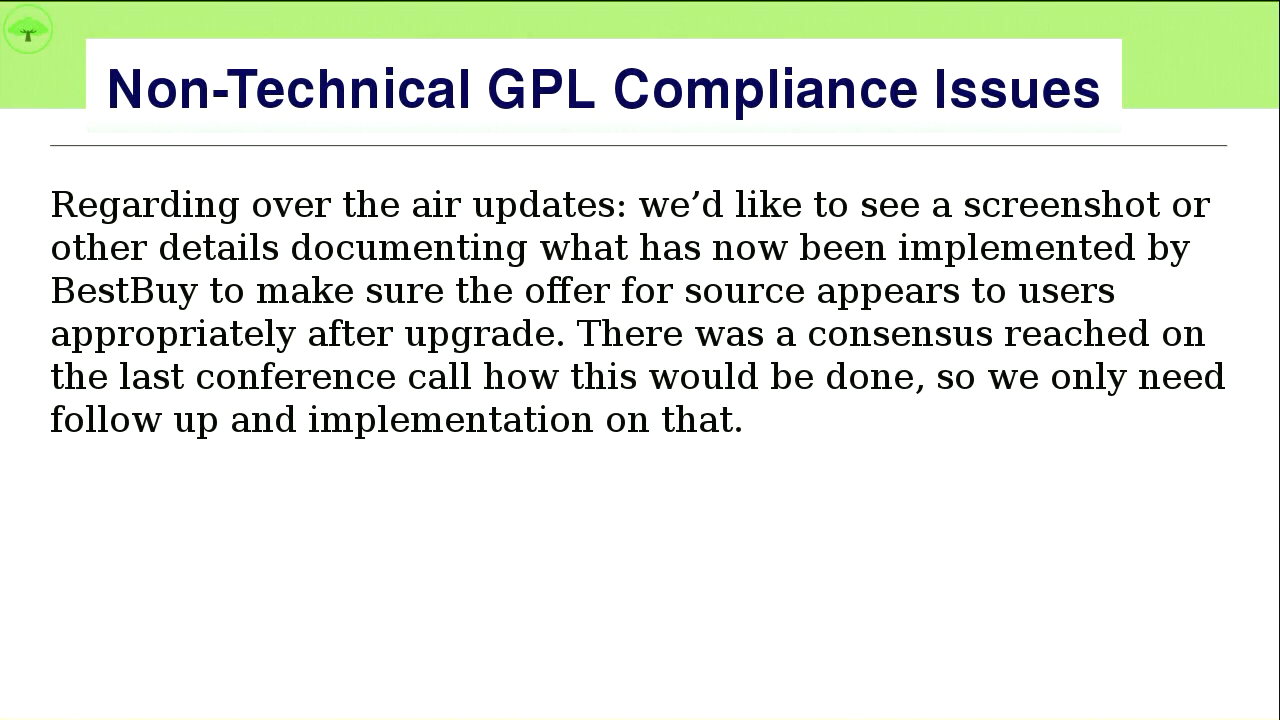 Non-Technical GPL Compliance Issues
Regarding over the air updates: we’d like to see a screenshot or
other details documenting what has now been implemented by
BestBuy to make sure the offer for source appears to users
appropriately after upgrade. There was a consensus reached on
the last conference call how this would be done, so we only need
follow up and implementation on that.